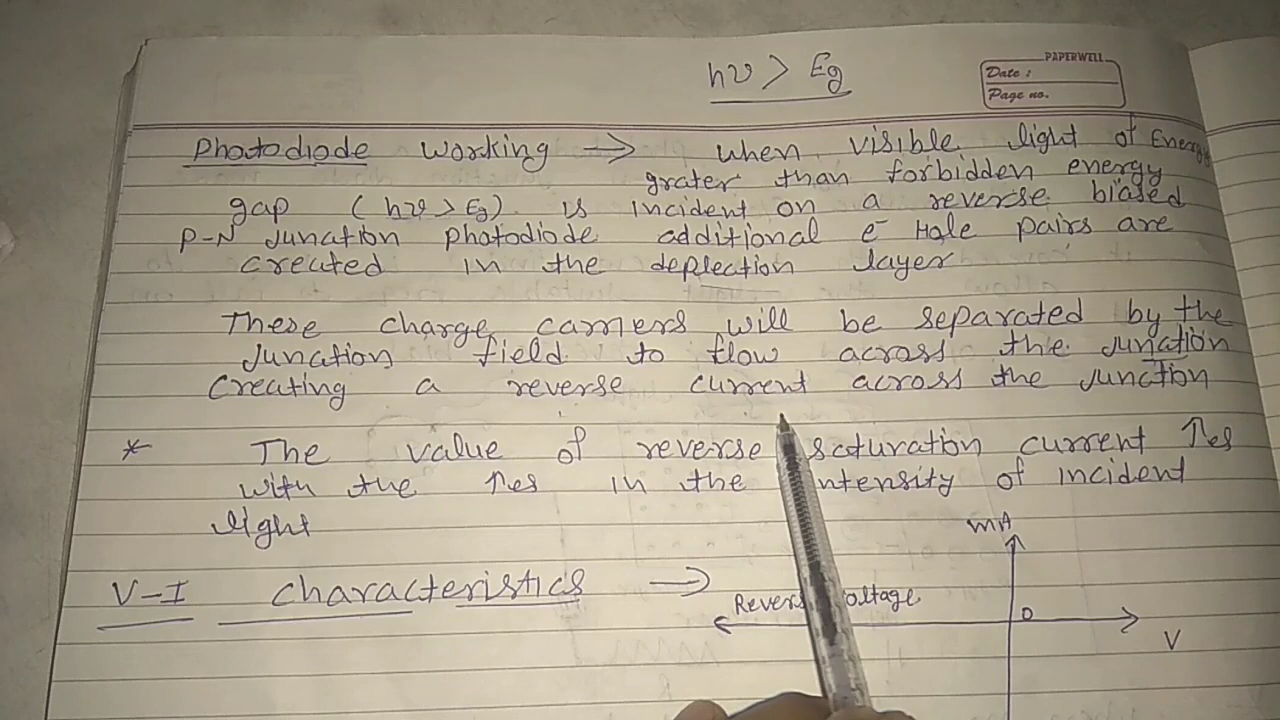 hν > Eg
PAPERWELL
Date :
Page no.
Photodiode working → when visible light of Energy
grater than forbidden energy
gap (hν > Eg) is incident on a reverse biased
P-N Junction photodiode additional e⁻ Hole pairs are
created in the deplection layer
These charge carriers will be separated by the
Junction field to flow across the junction
creating a reverse current across the junction
* The value of reverse saturation current ↑es
with the ↑es in the intensity of incident
light
mA
V-I characteristics →
Reverse voltage
0
V